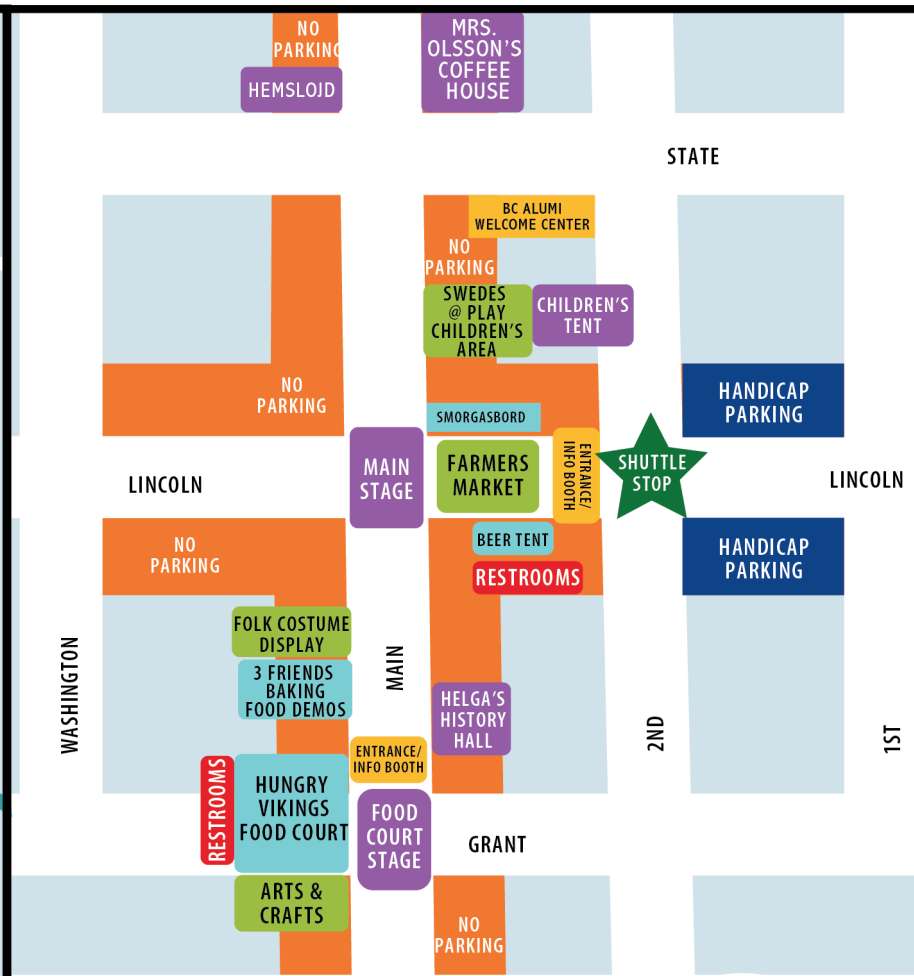 NO
PARKING
HEMSLOJD
MRS.
OLSSON'S
COFFEE
HOUSE
STATE
BC ALUMI
WELCOME CENTER
NO
PARKING
SWEDES
@ PLAY
CHILDREN'S
AREA
CHILDREN'S
TENT
NO
PARKING
HANDICAP
PARKING
SMORGASBORD
LINCOLN
MAIN
STAGE
FARMERS
MARKET
ENTRANCE/
INFO BOOTH
SHUTTLE
STOP
LINCOLN
NO
PARKING
BEER TENT
RESTROOMS
HANDICAP
PARKING
FOLK COSTUME
DISPLAY
3 FRIENDS
BAKING
FOOD DEMOS
WASHINGTON
MAIN
HELGA'S
HISTORY
HALL
2ND
1ST
ENTRANCE/
INFO BOOTH
RESTROOMS
HUNGRY
VIKINGS
FOOD COURT
FOOD
COURT
STAGE
GRANT
ARTS &
CRAFTS
NO
PARKING